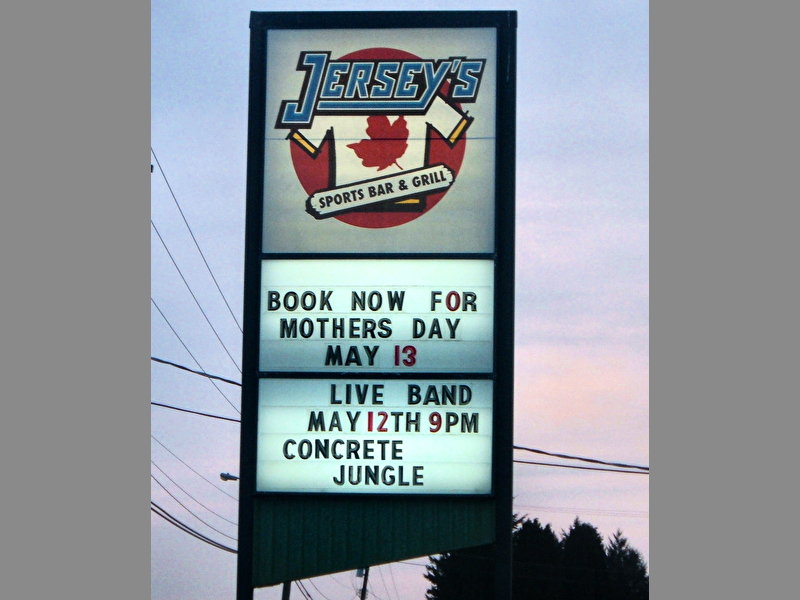 JERSEY'S
SPORTS BAR & GRILL
BOOK NOW FOR
MOTHERS DAY
MAY 13
LIVE BAND
MAY 12TH 9PM
CONCRETE
JUNGLE